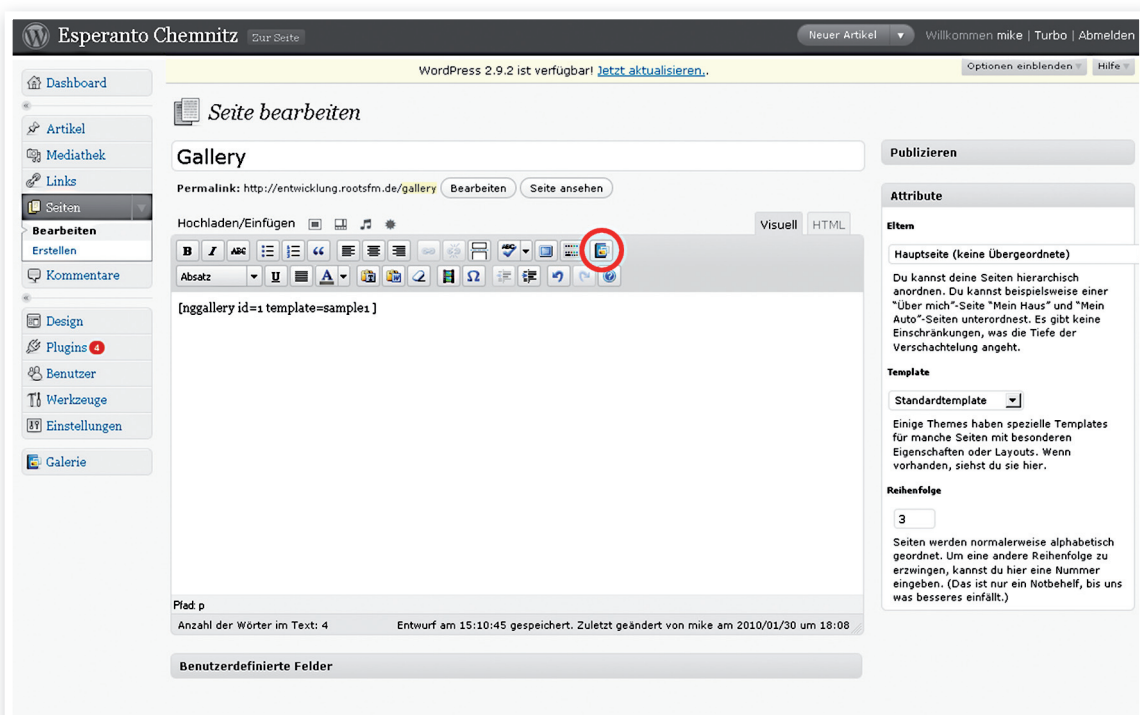 Esperanto Chemnitz Zur Seite
Neuer Artikel Willkommen mike | Turbo | Abmelden
WordPress 2.9.2 ist verfügbar! Jetzt aktualisieren..
Optionen einblenden Hilfe
Dashboard
Artikel
Mediathek
Links
Seiten
Bearbeiten
Erstellen
Kommentare
Design
Plugins 4
Benutzer
Werkzeuge
Einstellungen
Galerie
Seite bearbeiten
Gallery
Permalink: http://entwicklung.rootsfm.de/gallery Bearbeiten Seite ansehen
Hochladen/Einfügen
Visuell HTML
B I ABC
Absatz U A Ω
[nggallery id=1 template=sample1 ]
Pfad: p
Anzahl der Wörter im Text: 4 Entwurf am 15:10:45 gespeichert. Zuletzt geändert von mike am 2010/01/30 um 18:08
Benutzerdefinierte Felder
Publizieren
Attribute
Eltern
Hauptseite (keine Übergeordnete)
Du kannst deine Seiten hierarchisch
anordnen. Du kannst beispielsweise einer
"Über mich"-Seite "Mein Haus" und "Mein
Auto"-Seiten unterordnest. Es gibt keine
Einschränkungen, was die Tiefe der
Verschachtelung angeht.
Template
Standardtemplate
Einige Themes haben spezielle Templates
für manche Seiten mit besonderen
Eigenschaften oder Layouts. Wenn
vorhanden, siehst du sie hier.
Reihenfolge
3
Seiten werden normalerweise alphabetisch
geordnet. Um eine andere Reihenfolge zu
erzwingen, kannst du hier eine Nummer
eingeben. (Das ist nur ein Notbehelf, bis uns
was besseres einfällt.)